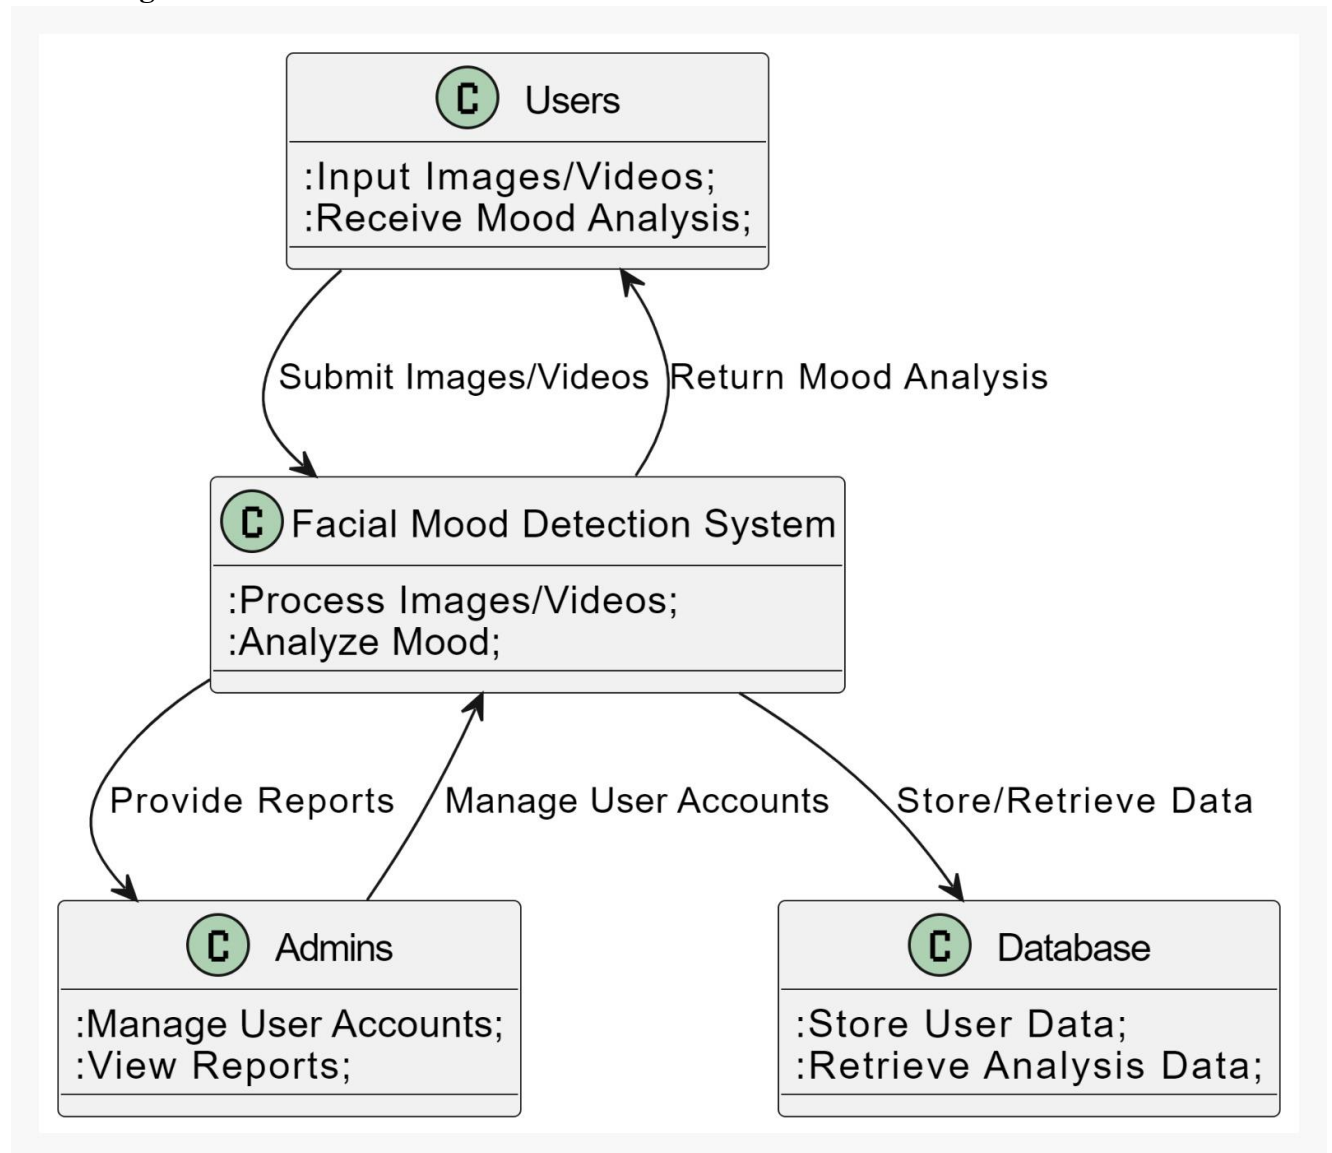 C Users
:Input Images/Videos;
:Receive Mood Analysis;
Submit Images/Videos
Return Mood Analysis
C Facial Mood Detection System
:Process Images/Videos;
:Analyze Mood;
Provide Reports
Manage User Accounts
Store/Retrieve Data
C Admins
:Manage User Accounts;
:View Reports;
C Database
:Store User Data;
:Retrieve Analysis Data;